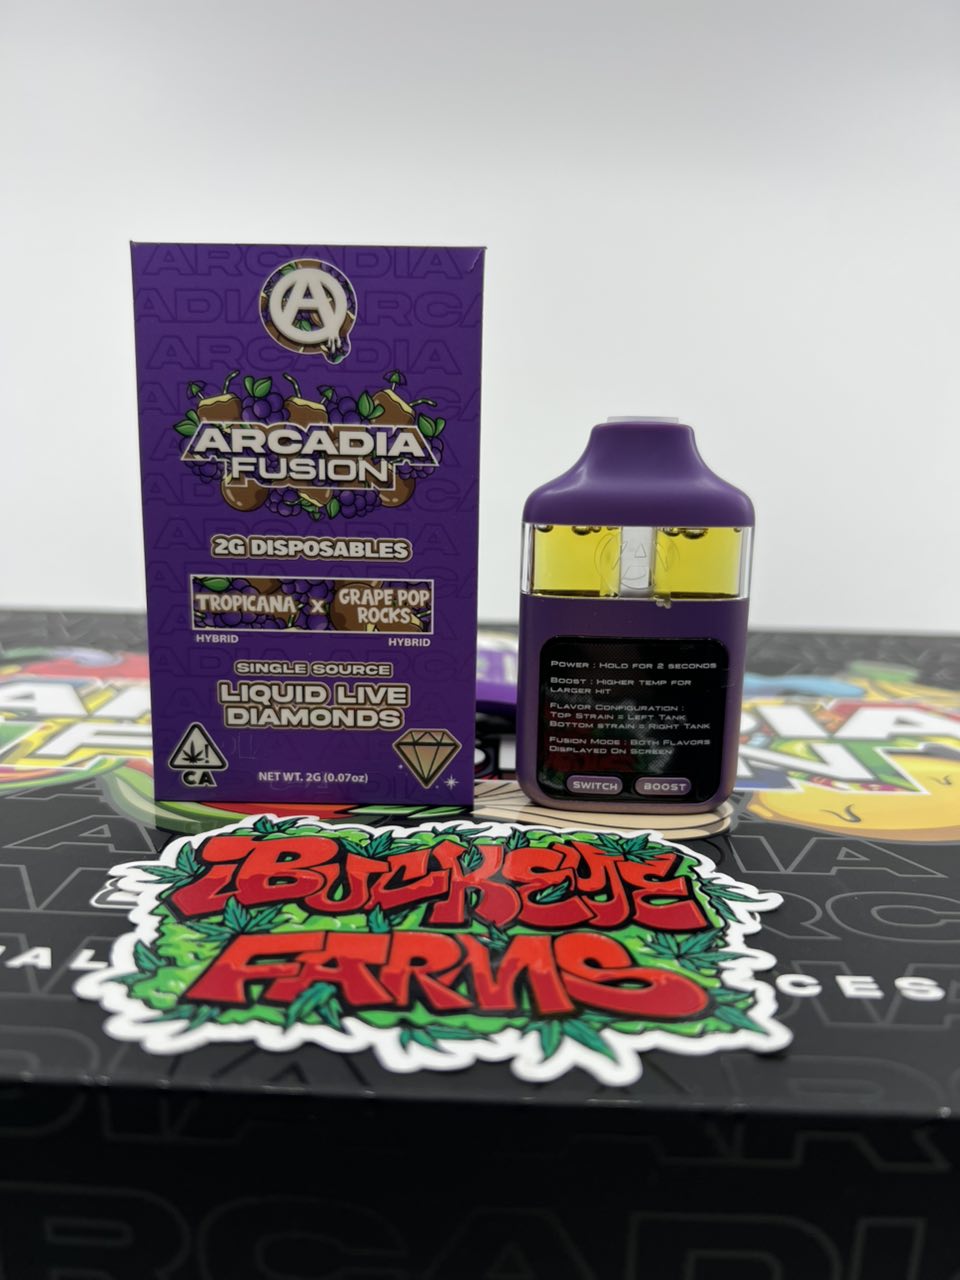 ARCADIA
FUSION
2G DISPOSABLES
TROPICANA X GRAPE POP
ROCKS
HYBRID HYBRID
SINGLE SOURCE
LIQUID LIVE
DIAMONDS
CA
NET WT. 2G (0.07oz)
POWER : HOLD FOR 2 SECONDS
BOOST : HIGHER TEMP FOR
LARGER HIT
FLAVOR CONFIGURATION :
TOP STRAIN = LEFT TANK
BOTTOM STRAIN = RIGHT TANK
FUSION MODE : BOTH FLAVORS
DISPLAYED ON SCREEN
SWITCH BOOST
BUCKEYE
FARMS